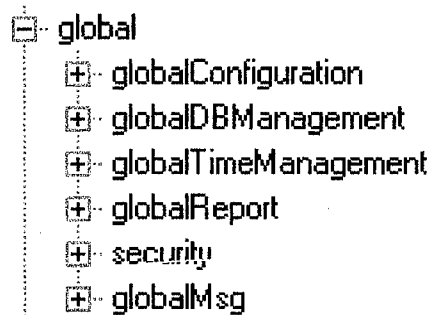 global
globalConfiguration
globalDBManagement
globalTimeManagement
globalReport
security
globalMsg